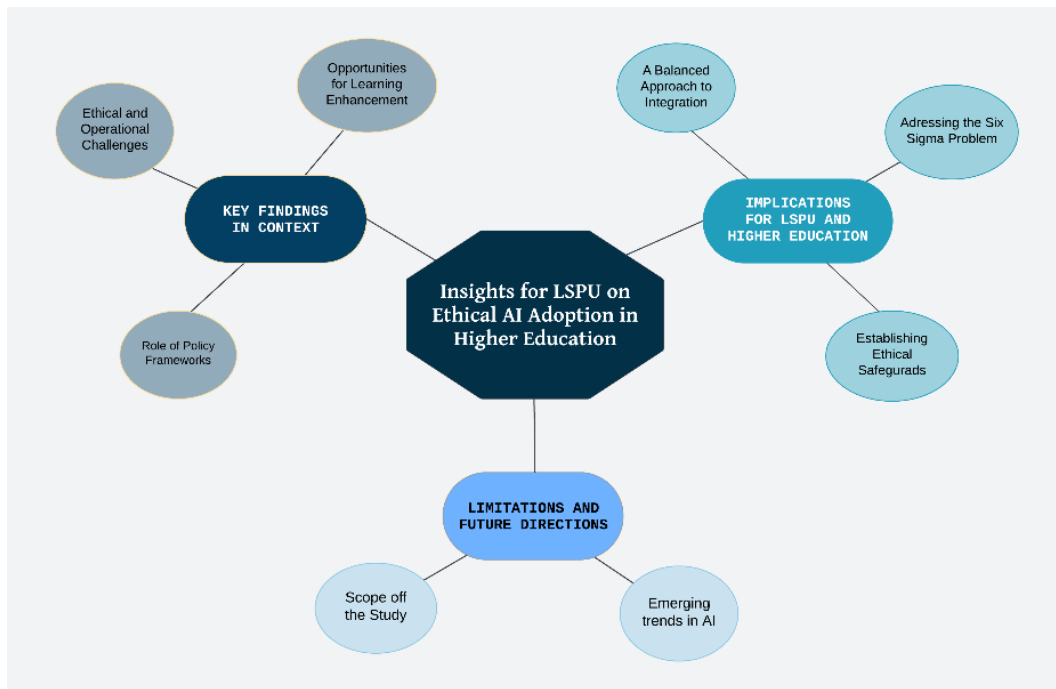 Opportunities
for Learning
Enhancement
Ethical and
Operational
Challenges
KEY FINDINGS
IN CONTEXT
Role of Policy
Frameworks
A Balanced
Approach to
Integration
Adressing the Six
Sigma Problem
IMPLICATIONS
FOR LSPU AND
HIGHER EDUCATION
Establishing
Ethical
Safegurads
Insights for LSPU on
Ethical AI Adoption in
Higher Education
LIMITATIONS AND
FUTURE DIRECTIONS
Scope off
the Study
Emerging
trends in AI